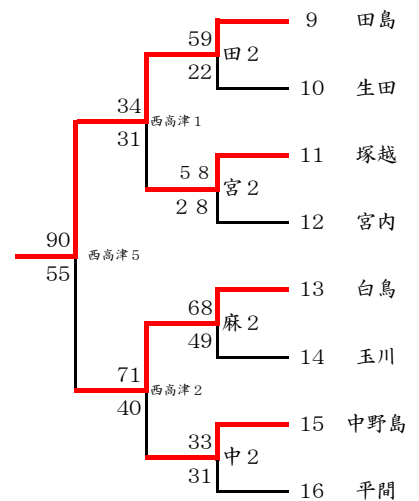 59
9 田島
田２
22
10 生田
34
西高津１
31
５８
11 塚越
宮２
２８
12 宮内
90
西高津５
55
68
13 白鳥
麻２
49
14 玉川
71
西高津２
40
33
15 中野島
中２
31
16 平間